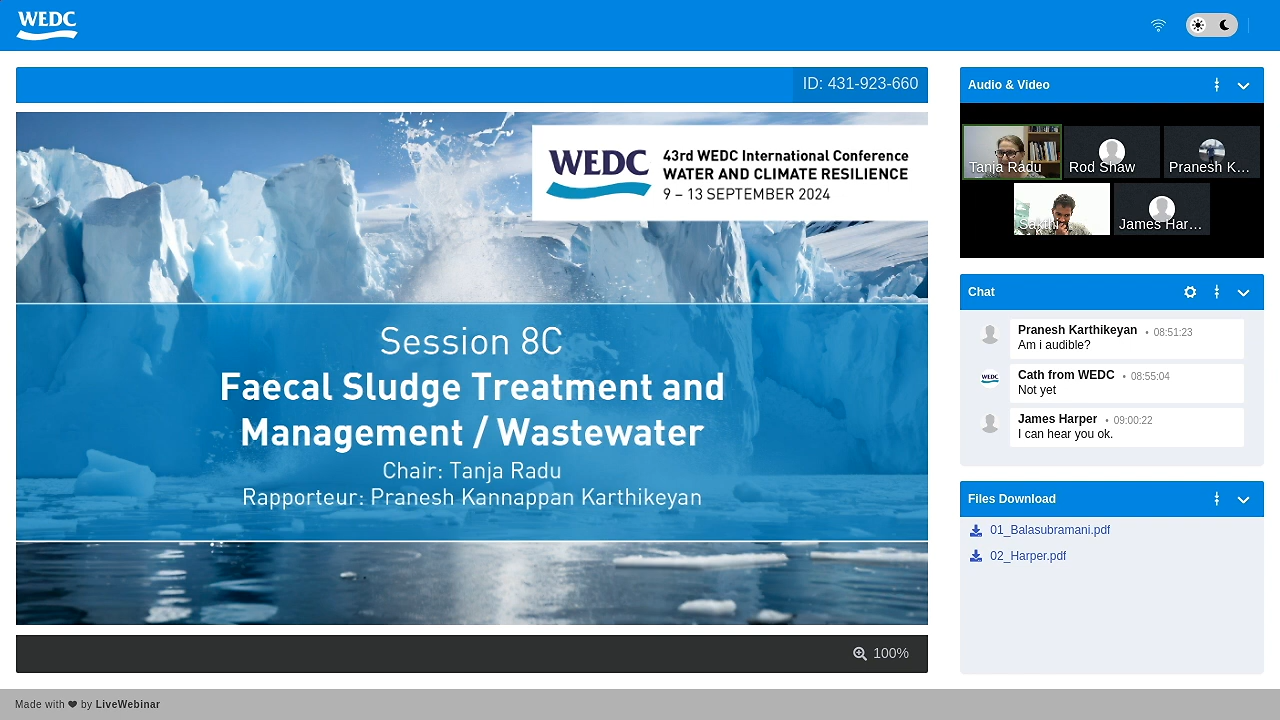 WEDC
ID: 431-923-660
WEDC
43rd WEDC International Conference
WATER AND CLIMATE RESILIENCE
9 – 13 SEPTEMBER 2024
Session 8C
Faecal Sludge Treatment and
Management / Wastewater
Chair: Tanja Radu
Rapporteur: Pranesh Kannappan Karthikeyan
100%
Audio & Video
Tanja Radu
Rod Shaw
Pranesh K...
Sakthi
James Har...
Chat
Pranesh Karthikeyan • 08:51:23
Am i audible?
WEDC
Cath from WEDC • 08:55:04
Not yet
James Harper • 09:00:22
I can hear you ok.
Files Download
01_Balasubramani.pdf
02_Harper.pdf
Made with ❤ by LiveWebinar